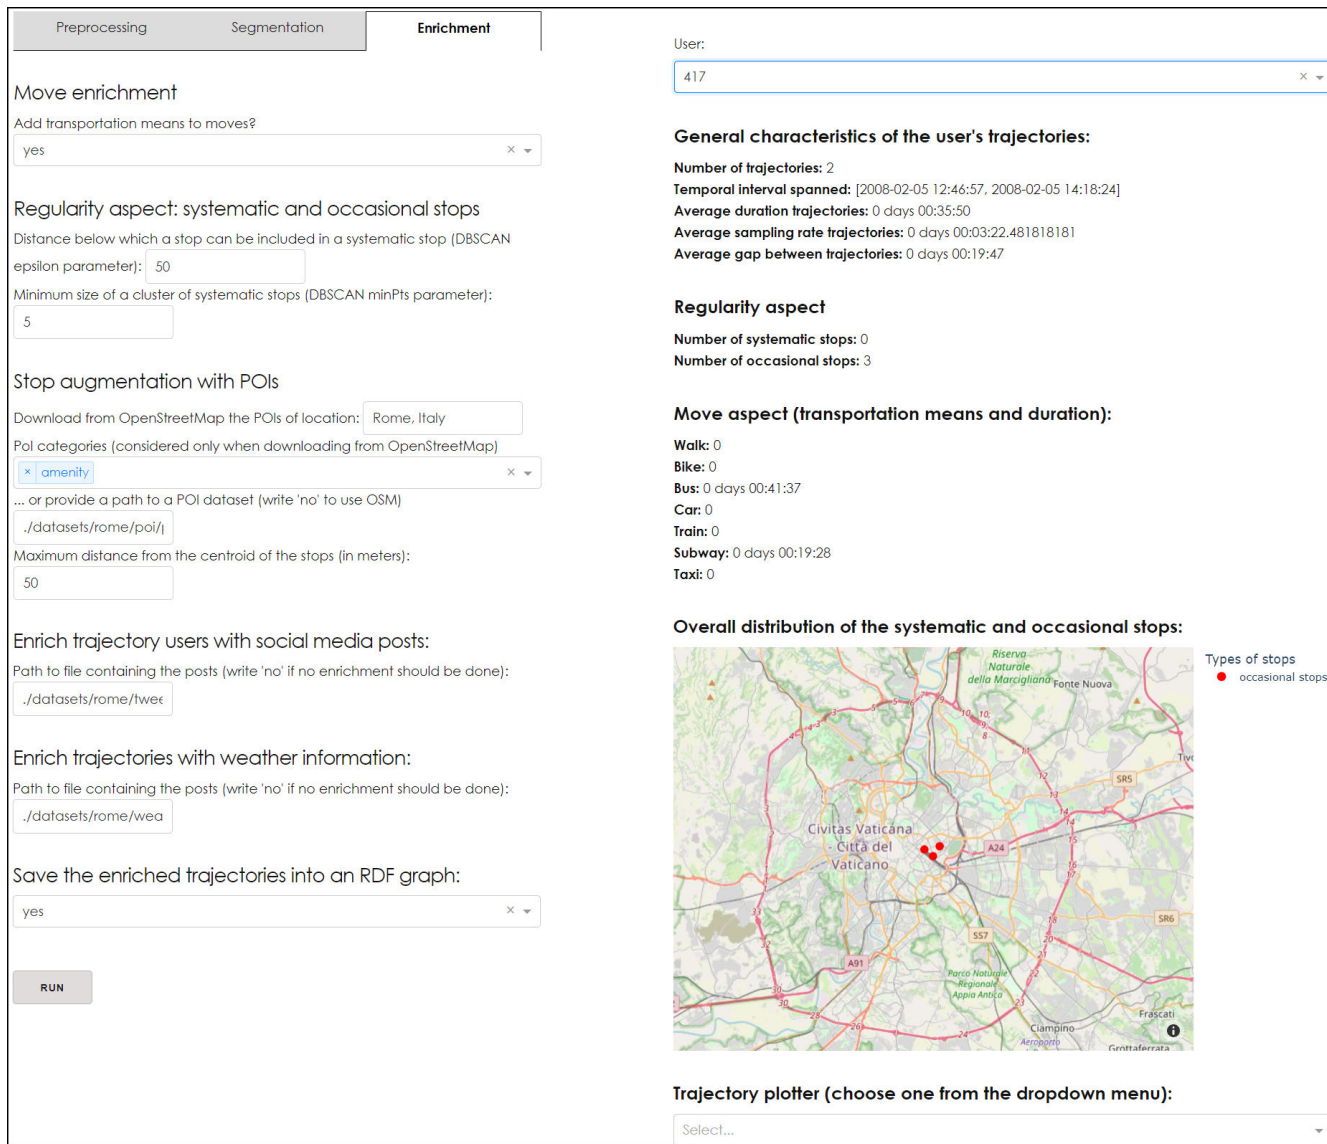 Preprocessing
Segmentation
Enrichment
Move enrichment
Add transportation means to moves?
yes
Regularity aspect: systematic and occasional stops
Distance below which a stop can be included in a systematic stop (DBSCAN
epsilon parameter): 50
Minimum size of a cluster of systematic stops (DBSCAN minPts parameter):
5
Stop augmentation with POIs
Download from OpenStreetMap the POIs of location: Rome, Italy
PoI categories (considered only when downloading from OpenStreetMap)
× amenity
... or provide a path to a POI dataset (write 'no' to use OSM)
./datasets/rome/poi/
Maximum distance from the centroid of the stops (in meters):
50
Enrich trajectory users with social media posts:
Path to file containing the posts (write 'no' if no enrichment should be done):
./datasets/rome/twee
Enrich trajectories with weather information:
Path to file containing the posts (write 'no' if no enrichment should be done):
./datasets/rome/wea
Save the enriched trajectories into an RDF graph:
yes
RUN
User:
417
General characteristics of the user's trajectories:
Number of trajectories: 2
Temporal interval spanned: [2008-02-05 12:46:57, 2008-02-05 14:18:24]
Average duration trajectories: 0 days 00:35:50
Average sampling rate trajectories: 0 days 00:03:22.481818181
Average gap between trajectories: 0 days 00:19:47
Regularity aspect
Number of systematic stops: 0
Number of occasional stops: 3
Move aspect (transportation means and duration):
Walk: 0
Bike: 0
Bus: 0 days 00:41:37
Car: 0
Train: 0
Subway: 0 days 00:19:28
Taxi: 0
Overall distribution of the systematic and occasional stops:
Riserva
Naturale
della Marcigliana
Fonte Nuova
Tivo
SR5
Civitas Vaticana
- Città del
Vaticano
A24
SR6
SS7
A91
Parco Naturale
Regionale
Appia Antica
Frascati
Ciampino
Aeroporto
Grottaferrata
Types of stops
occasional stops
Trajectory plotter (choose one from the dropdown menu):
Select...